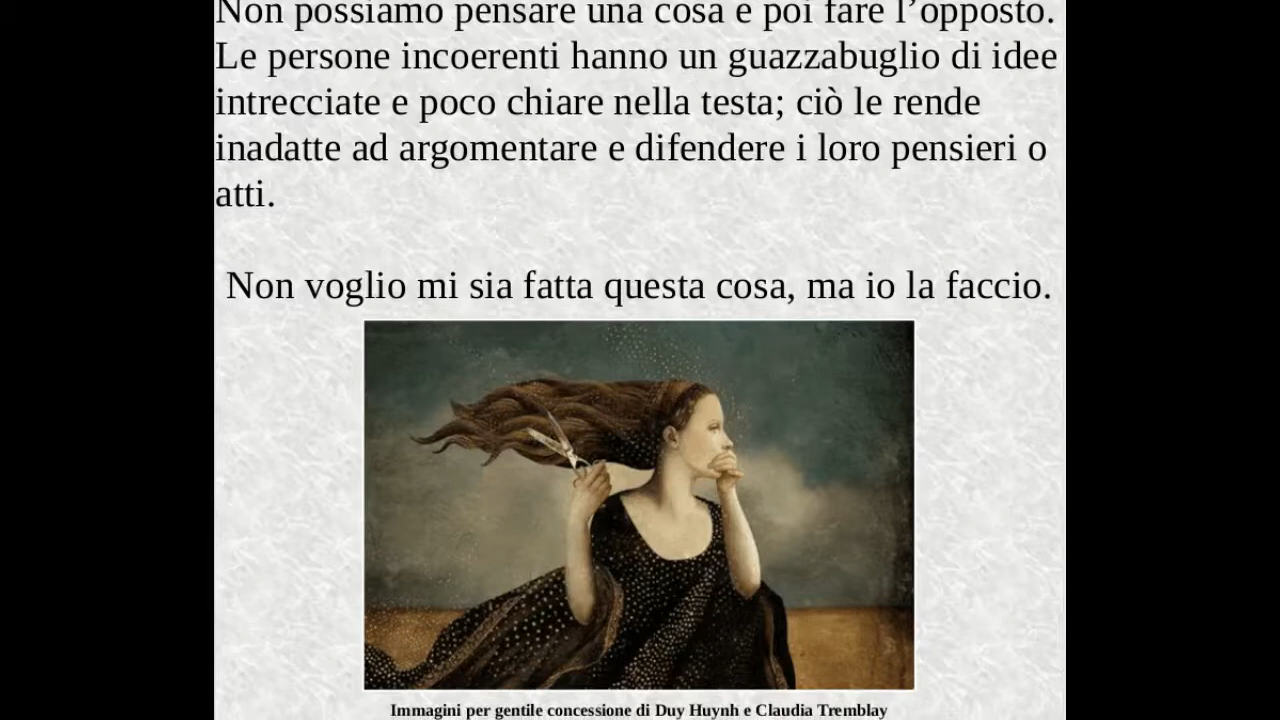 Non possiamo pensare una cosa e poi fare l’opposto.
Le persone incoerenti hanno un guazzabuglio di idee
intrecciate e poco chiare nella testa; ciò le rende
inadatte ad argomentare e difendere i loro pensieri o
atti.
Non voglio mi sia fatta questa cosa, ma io la faccio.
Immagini per gentile concessione di Duy Huynh e Claudia Tremblay